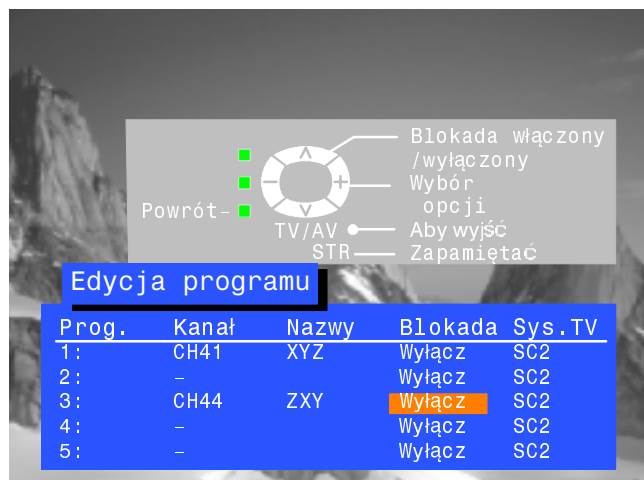 Blokada włączony
/wyłączony
Wybór
opcji
Powrót
TV/AV Aby wyjść
STR Zapamiętać
Edycja programu
Prog. Kanał Nazwy Blokada Sys.TV
1: CH41 XYZ Wyłącz SC2
2: – Wyłącz SC2
3: CH44 ZXY Wyłącz SC2
4: – Wyłącz SC2
5: – Wyłącz SC2